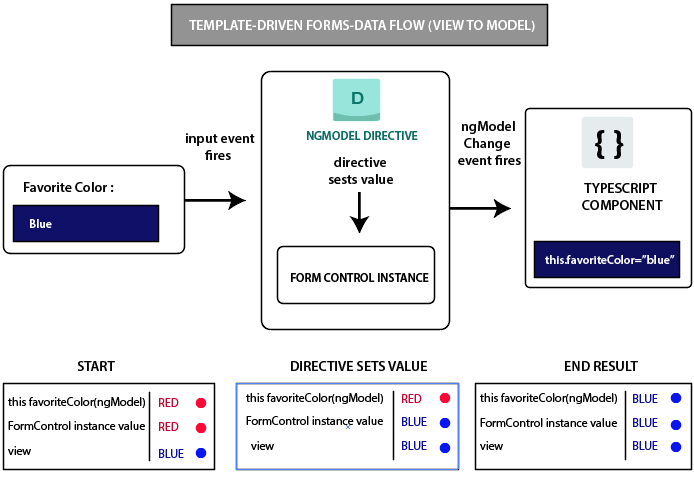 TEMPLATE-DRIVEN FORMS-DATA FLOW (VIEW TO MODEL)
Favorite Color :
Blue
input event
fires
D
NGMODEL DIRECTIVE
directive
sests value
FORM CONTROL INSTANCE
ngModel
Change
event fires
{ }
TYPESCRIPT
COMPONENT
this.favoriteColor="blue"
START
this favoriteColor(ngModel) RED
FormControl instance value RED
view BLUE
DIRECTIVE SETS VALUE
this favoriteColor(ngModel) RED
FormControl instance value BLUE
view BLUE
END RESULT
this favoriteColor(ngModel) BLUE
FormControl instance value BLUE
view BLUE